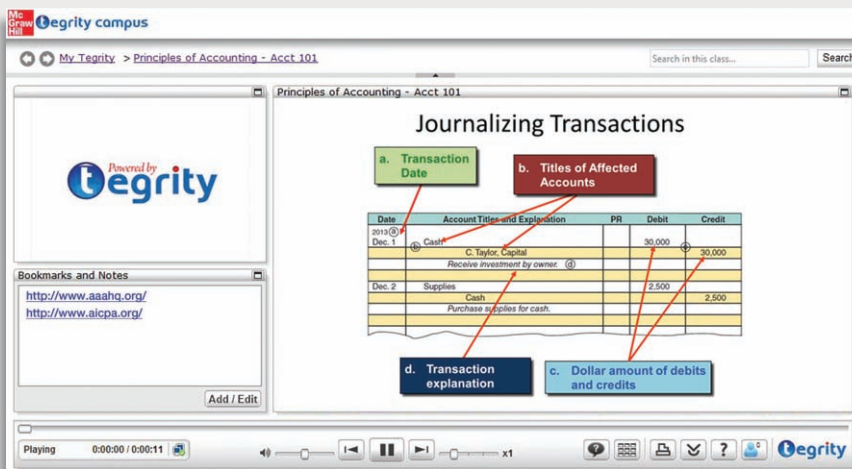 Mc
Graw
Hill
tegrity campus
My Tegrity > Principles of Accounting - Acct 101
Search in this class...
Search
Principles of Accounting - Acct 101
Powered by
tegrity
Journalizing Transactions
a. Transaction
Date
b. Titles of Affected
Accounts
Date Account Titles and Explanation PR Debit Credit
2013 a
Dec. 1 b Cash 30,000
C. Taylor, Capital 30,000
Receive investment by owner. d
Dec. 2 Supplies 2,500
Cash 2,500
Purchase supplies for cash.
d. Transaction
explanation
c. Dollar amount of debits
and credits
Bookmarks and Notes
http://www.aaahq.org/
http://www.aicpa.org/
Add / Edit
Playing 0:00:00 / 0:00:11
x1
?
?
tegrity